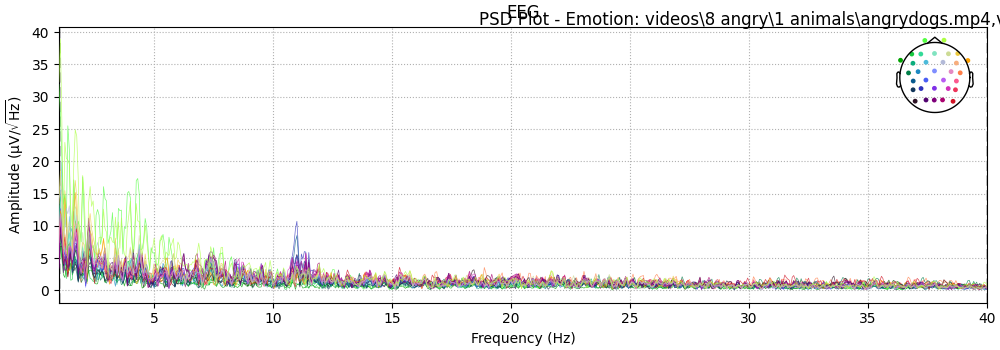 EEG
PSD Plot - Emotion: videos\8 angry\1 animals\angrydogs.mp4,v
40
35
30
25
20
15
10
5
0
Amplitude (µV/√Hz)
5 10 15 20 25 30 35 40
Frequency (Hz)